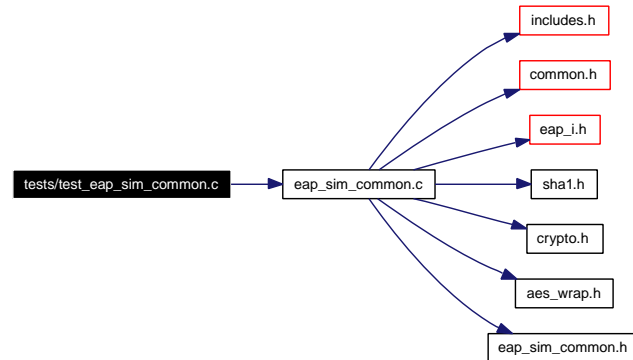 includes.h
common.h
eap_i.h
tests/test_eap_sim_common.c
eap_sim_common.c
sha1.h
crypto.h
aes_wrap.h
eap_sim_common.h